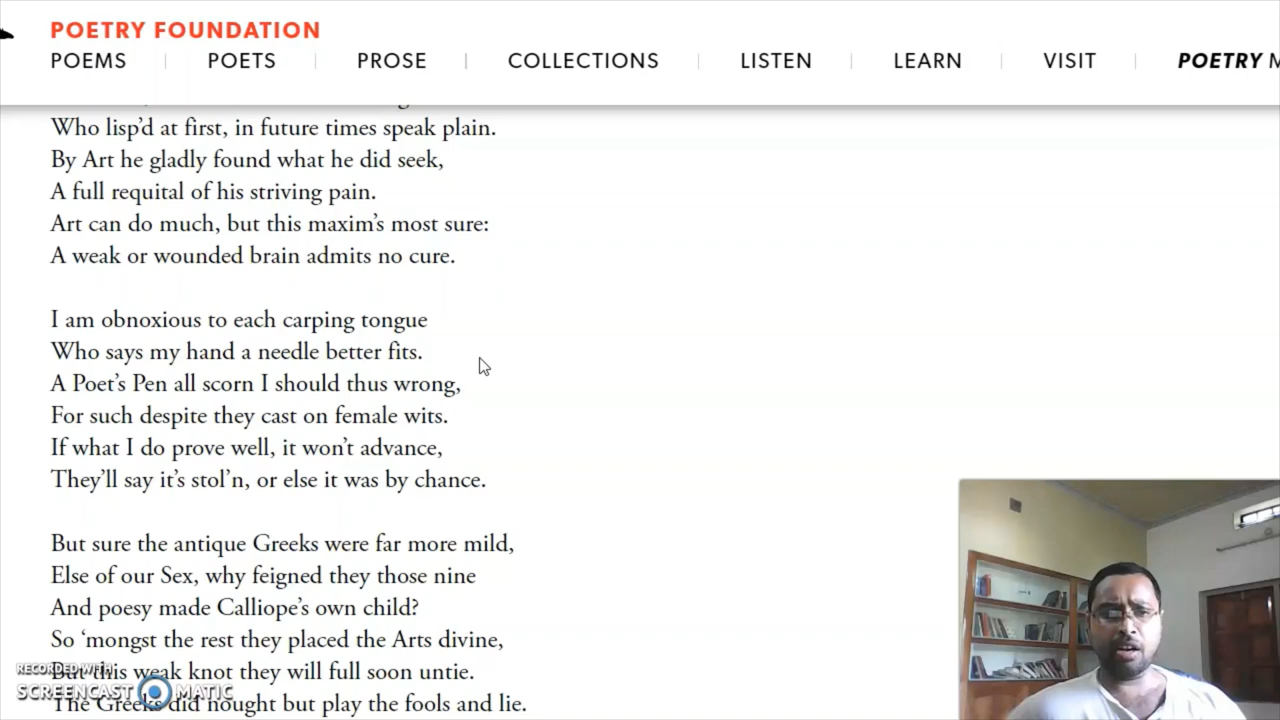 POETRY FOUNDATION
POEMS POETS PROSE COLLECTIONS LISTEN LEARN VISIT POETRY M
Who lisp’d at first, in future times speak plain.
By Art he gladly found what he did seek,
A full requital of his striving pain.
Art can do much, but this maxim’s most sure:
A weak or wounded brain admits no cure.
I am obnoxious to each carping tongue
Who says my hand a needle better fits.
A Poet’s Pen all scorn I should thus wrong,
For such despite they cast on female wits.
If what I do prove well, it won’t advance,
They’ll say it’s stol’n, or else it was by chance.
But sure the antique Greeks were far more mild,
Else of our Sex, why feigned they those nine
And poesy made Calliope’s own child?
So ‘mongst the rest they placed the Arts divine,
But this weak knot they will full soon untie.
The Greeks did nought but play the fools and lie.
RECORDED WITH
SCREENCAST MATIC